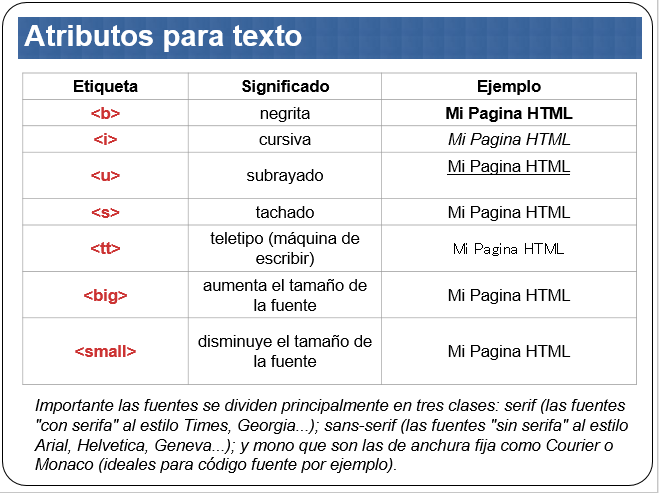 Atributos para texto
Etiqueta Significado Ejemplo
<b> negrita Mi Pagina HTML
<i> cursiva Mi Pagina HTML
<u> subrayado Mi Pagina HTML
<s> tachado Mi Pagina HTML
<tt> teletipo (máquina de
escribir) Mi Pagina HTML
<big> aumenta el tamaño de
la fuente Mi Pagina HTML
<small> disminuye el tamaño de
la fuente Mi Pagina HTML
Importante las fuentes se dividen principalmente en tres clases: serif (las fuentes
"con serifa" al estilo Times, Georgia...); sans-serif (las fuentes "sin serifa" al estilo
Arial, Helvetica, Geneva...); y mono que son las de anchura fija como Courier o
Monaco (ideales para código fuente por ejemplo).